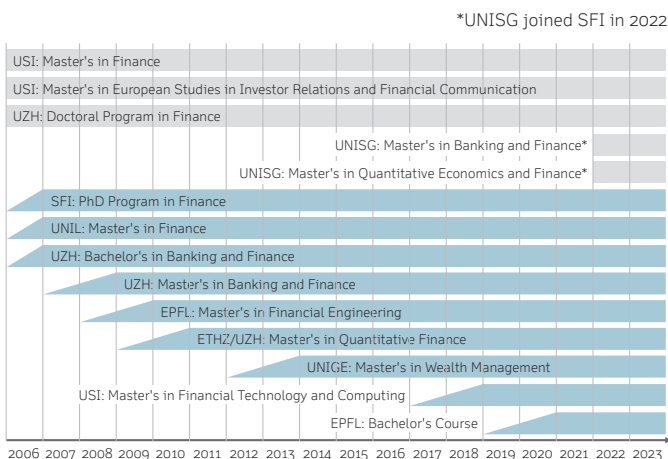 *UNISG joined SFI in 2022
USI: Master's in Finance
USI: Master's in European Studies in Investor Relations and Financial Communication
UZH: Doctoral Program in Finance
UNISG: Master's in Banking and Finance*
UNISG: Master's in Quantitative Economics and Finance*
SFI: PhD Program in Finance
UNIL: Master's in Finance
UZH: Bachelor's in Banking and Finance
UZH: Master's in Banking and Finance
EPFL: Master's in Financial Engineering
ETHZ/UZH: Master's in Quantitative Finance
UNIGE: Master's in Wealth Management
USI: Master's in Financial Technology and Computing
EPFL: Bachelor's Course
2006 2007 2008 2009 2010 2011 2012 2013 2014 2015 2016 2017 2018 2019 2020 2021 2022 2023